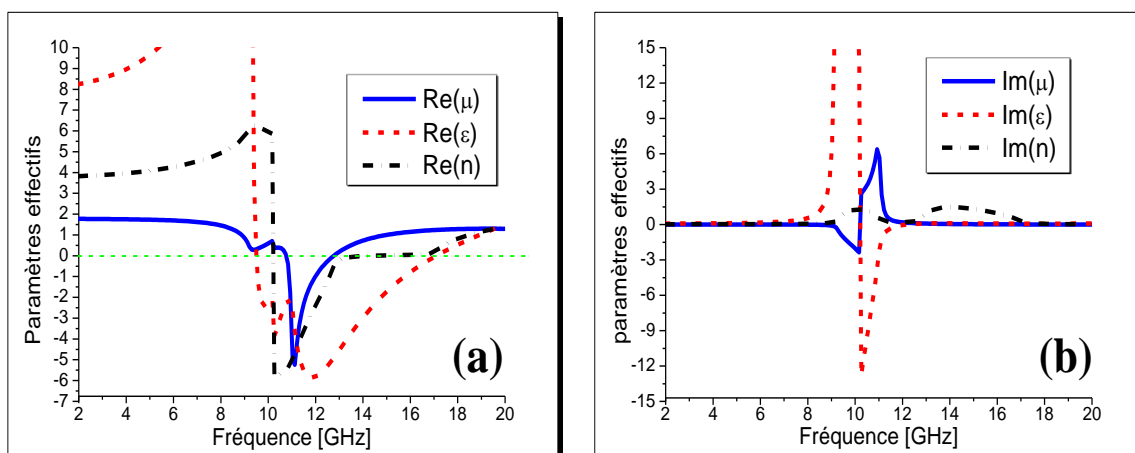 10
9
8
7
6
5
4
3
2
1
0
-1
-2
-3
-4
-5
-6
-7
Paramètres effectifs
Re(μ)
Re(ε)
Re(n)
(a)
2 4 6 8 10 12 14 16 18 20
Fréquence [GHz]
15
12
9
6
3
0
-3
-6
-9
-12
-15
paramètres effectifs
Im(μ)
Im(ε)
Im(n)
(b)
2 4 6 8 10 12 14 16 18 20
Fréquence [GHz]